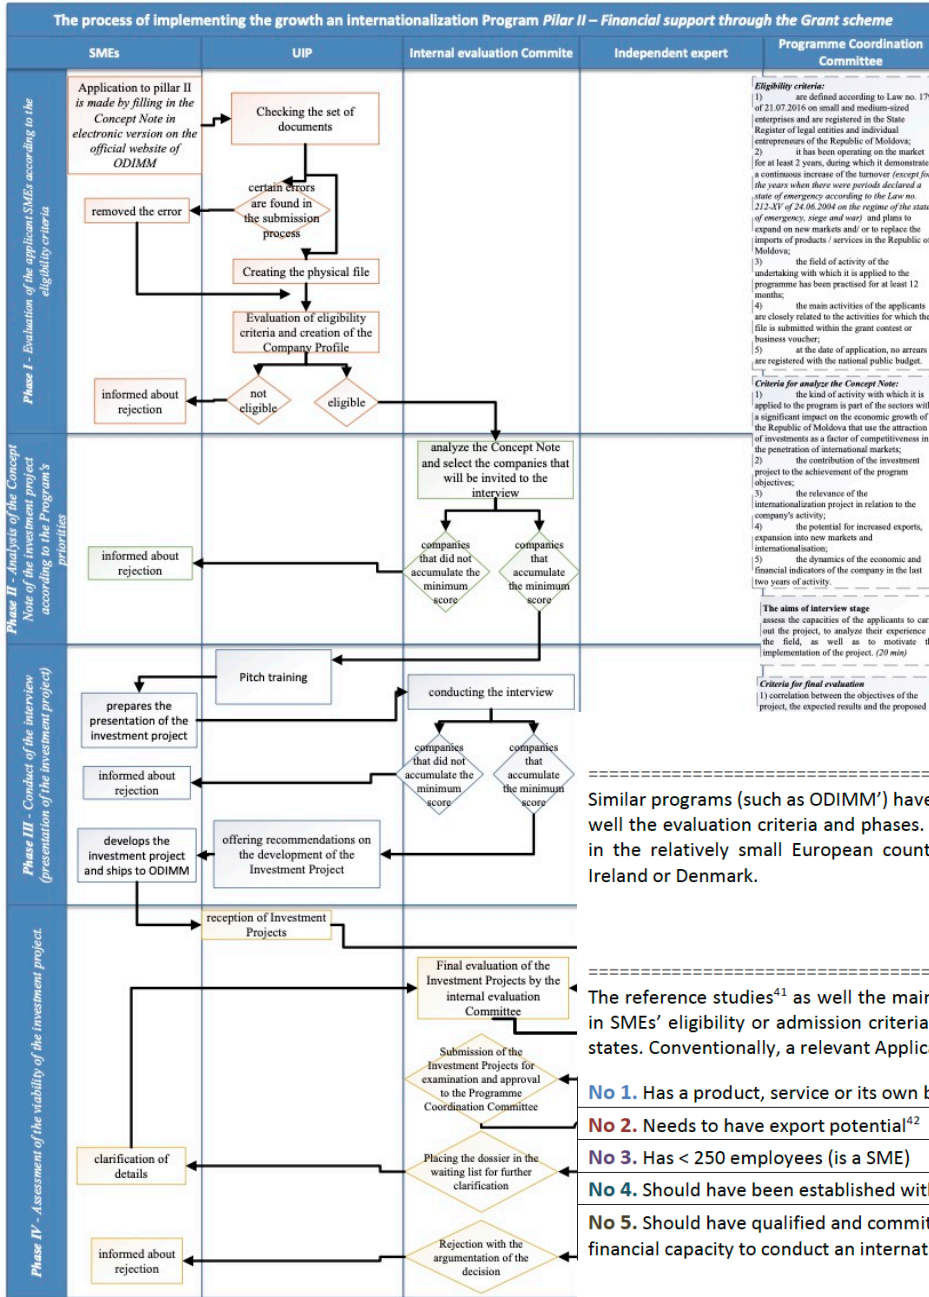 The process of implementing the growth an internationalization Program Pilar II – Financial support through the Grant scheme
SMEs
UIP
Internal evaluation Commite
Independent expert
Programme Coordination
Committee
Phase I - Evaluation of the applicant SMEs according to the
eligibility criteria
Application to pillar II
is made by filling in the
Concept Note in
electronic version on the
official website of
ODIMM
Checking the set of
documents
certain errors
are found in
the submission
process
removed the error
Creating the physical file
Evaluation of eligibility
criteria and creation of the
Company Profile
not
eligible
eligible
informed about
rejection
Eligibility criteria:
1) are defined according to Law no. 179
of 21.07.2016 on small and medium-sized
enterprises and are registered in the State
Register of legal entities and individual
entrepreneurs of the Republic of Moldova;
2) it has been operating on the market
for at least 2 years, during which it demonstrate
a continuous increase of the turnover (except for
the years when there were periods declared a
state of emergency according to the Law no.
212-XV of 24.06.2004 on the regime of the state
of emergency, siege and war) and plans to
expand on new markets and/ or to replace the
imports of products / services in the Republic of
Moldova;
3) the field of activity of the
undertaking with which it is applied to the
programme has been practised for at least 12
months;
4) the main activities of the applicants
are closely related to the activities for which the
file is submitted within the grant contest or
business voucher;
5) at the date of application, no arrears
are registered with the national public budget.
Criteria for analyze the Concept Note:
1) the kind of activity with which it is
applied to the program is part of the sectors with
a significant impact on the economic growth of
the Republic of Moldova that use the attraction
of investments as a factor of competitiveness in
the penetration of international markets;
2) the contribution of the investment
project to the achievement of the program
objectives;
3) the relevance of the
internationalization project in relation to the
company's activity;
4) the potential for increased exports,
expansion into new markets and
internationalisation;
5) the dynamics of the economic and
financial indicators of the company in the last
two years of activity.
Phase II - Analysis of the Concept
Note of the investment project
according to the Program's
priorities
analyze the Concept Note
and select the companies that
will be invited to the
interview
companies
that did not
accumulate the
minimum
score
companies
that
accumulate
the minimum
score
informed about
rejection
The aims of interview stage
assess the capacities of the applicants to carr
out the project, to analyze their experience
the field, as well as to motivate th
implementation of the project. (20 min)
Criteria for final evaluation
1) correlation between the objectives of the
project, the expected results and the proposed
Phase III - Conduct of the interview
(presentation of the investment project)
Pitch training
prepares the
presentation of the
investment project
conducting the interview
companies
that did not
accumulate the
minimum
score
companies
that
accumulate
the minimum
score
informed about
rejection
develops the
investment project
and ships to ODIMM
offering recommendations on
the development of the
Investment Project
Similar programs (such as ODIMM’) have
well the evaluation criteria and phases.
in the relatively small European count
Ireland or Denmark.
Phase IV - Assessment of the viability of the investment project.
reception of Investment
Projects
Final evaluation of the
Investment Projects by the
internal evaluation
Committee
Submission of the
Investment Projects for
examination and approval
to the Programme
Coordination Committee
clarification of
details
Placing the dossier in the
waiting list for further
clarification
informed about
rejection
Rejection with the
argumentation of the
decision
The reference studies41 as well the main
in SMEs’ eligibility or admission criteria
states. Conventionally, a relevant Applica
No 1. Has a product, service or its own b
No 2. Needs to have export potential42
No 3. Has < 250 employees (is a SME)
No 4. Should have been established with
No 5. Should have qualified and commit
financial capacity to conduct an internat